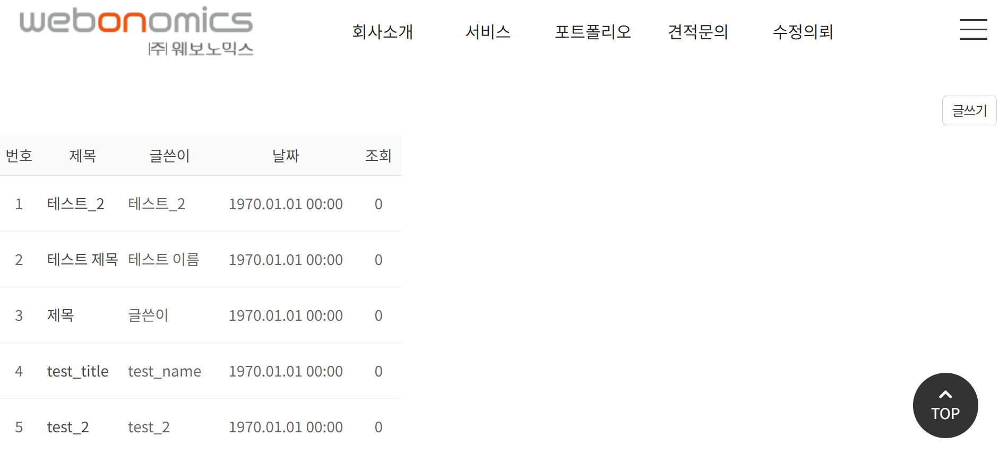 webonomics
㈜ 웨보노믹스
회사소개 서비스 포트폴리오 견적문의 수정의뢰
글쓰기
번호 제목 글쓴이 날짜 조회
1 테스트_2 테스트_2 1970.01.01 00:00 0
2 테스트 제목 테스트 이름 1970.01.01 00:00 0
3 제목 글쓴이 1970.01.01 00:00 0
4 test_title test_name 1970.01.01 00:00 0
5 test_2 test_2 1970.01.01 00:00 0
TOP